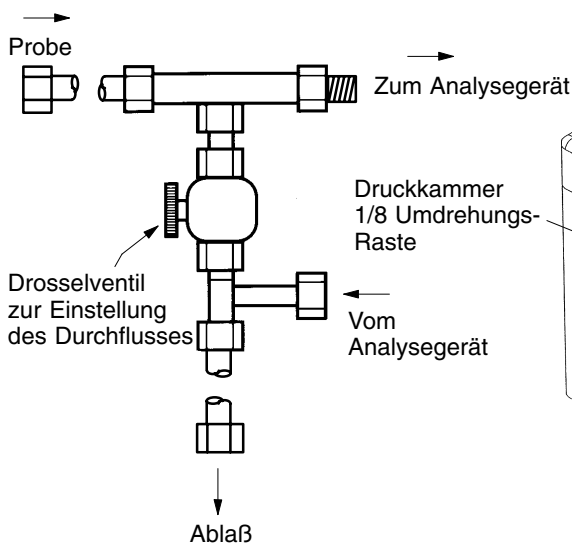 Probe
Zum Analysegerät
Druckkammer
1/8 Umdrehungs-
Raste
Drosselventil
zur Einstellung
des Durchflusses
Vom
Analysegerät
Ablaß